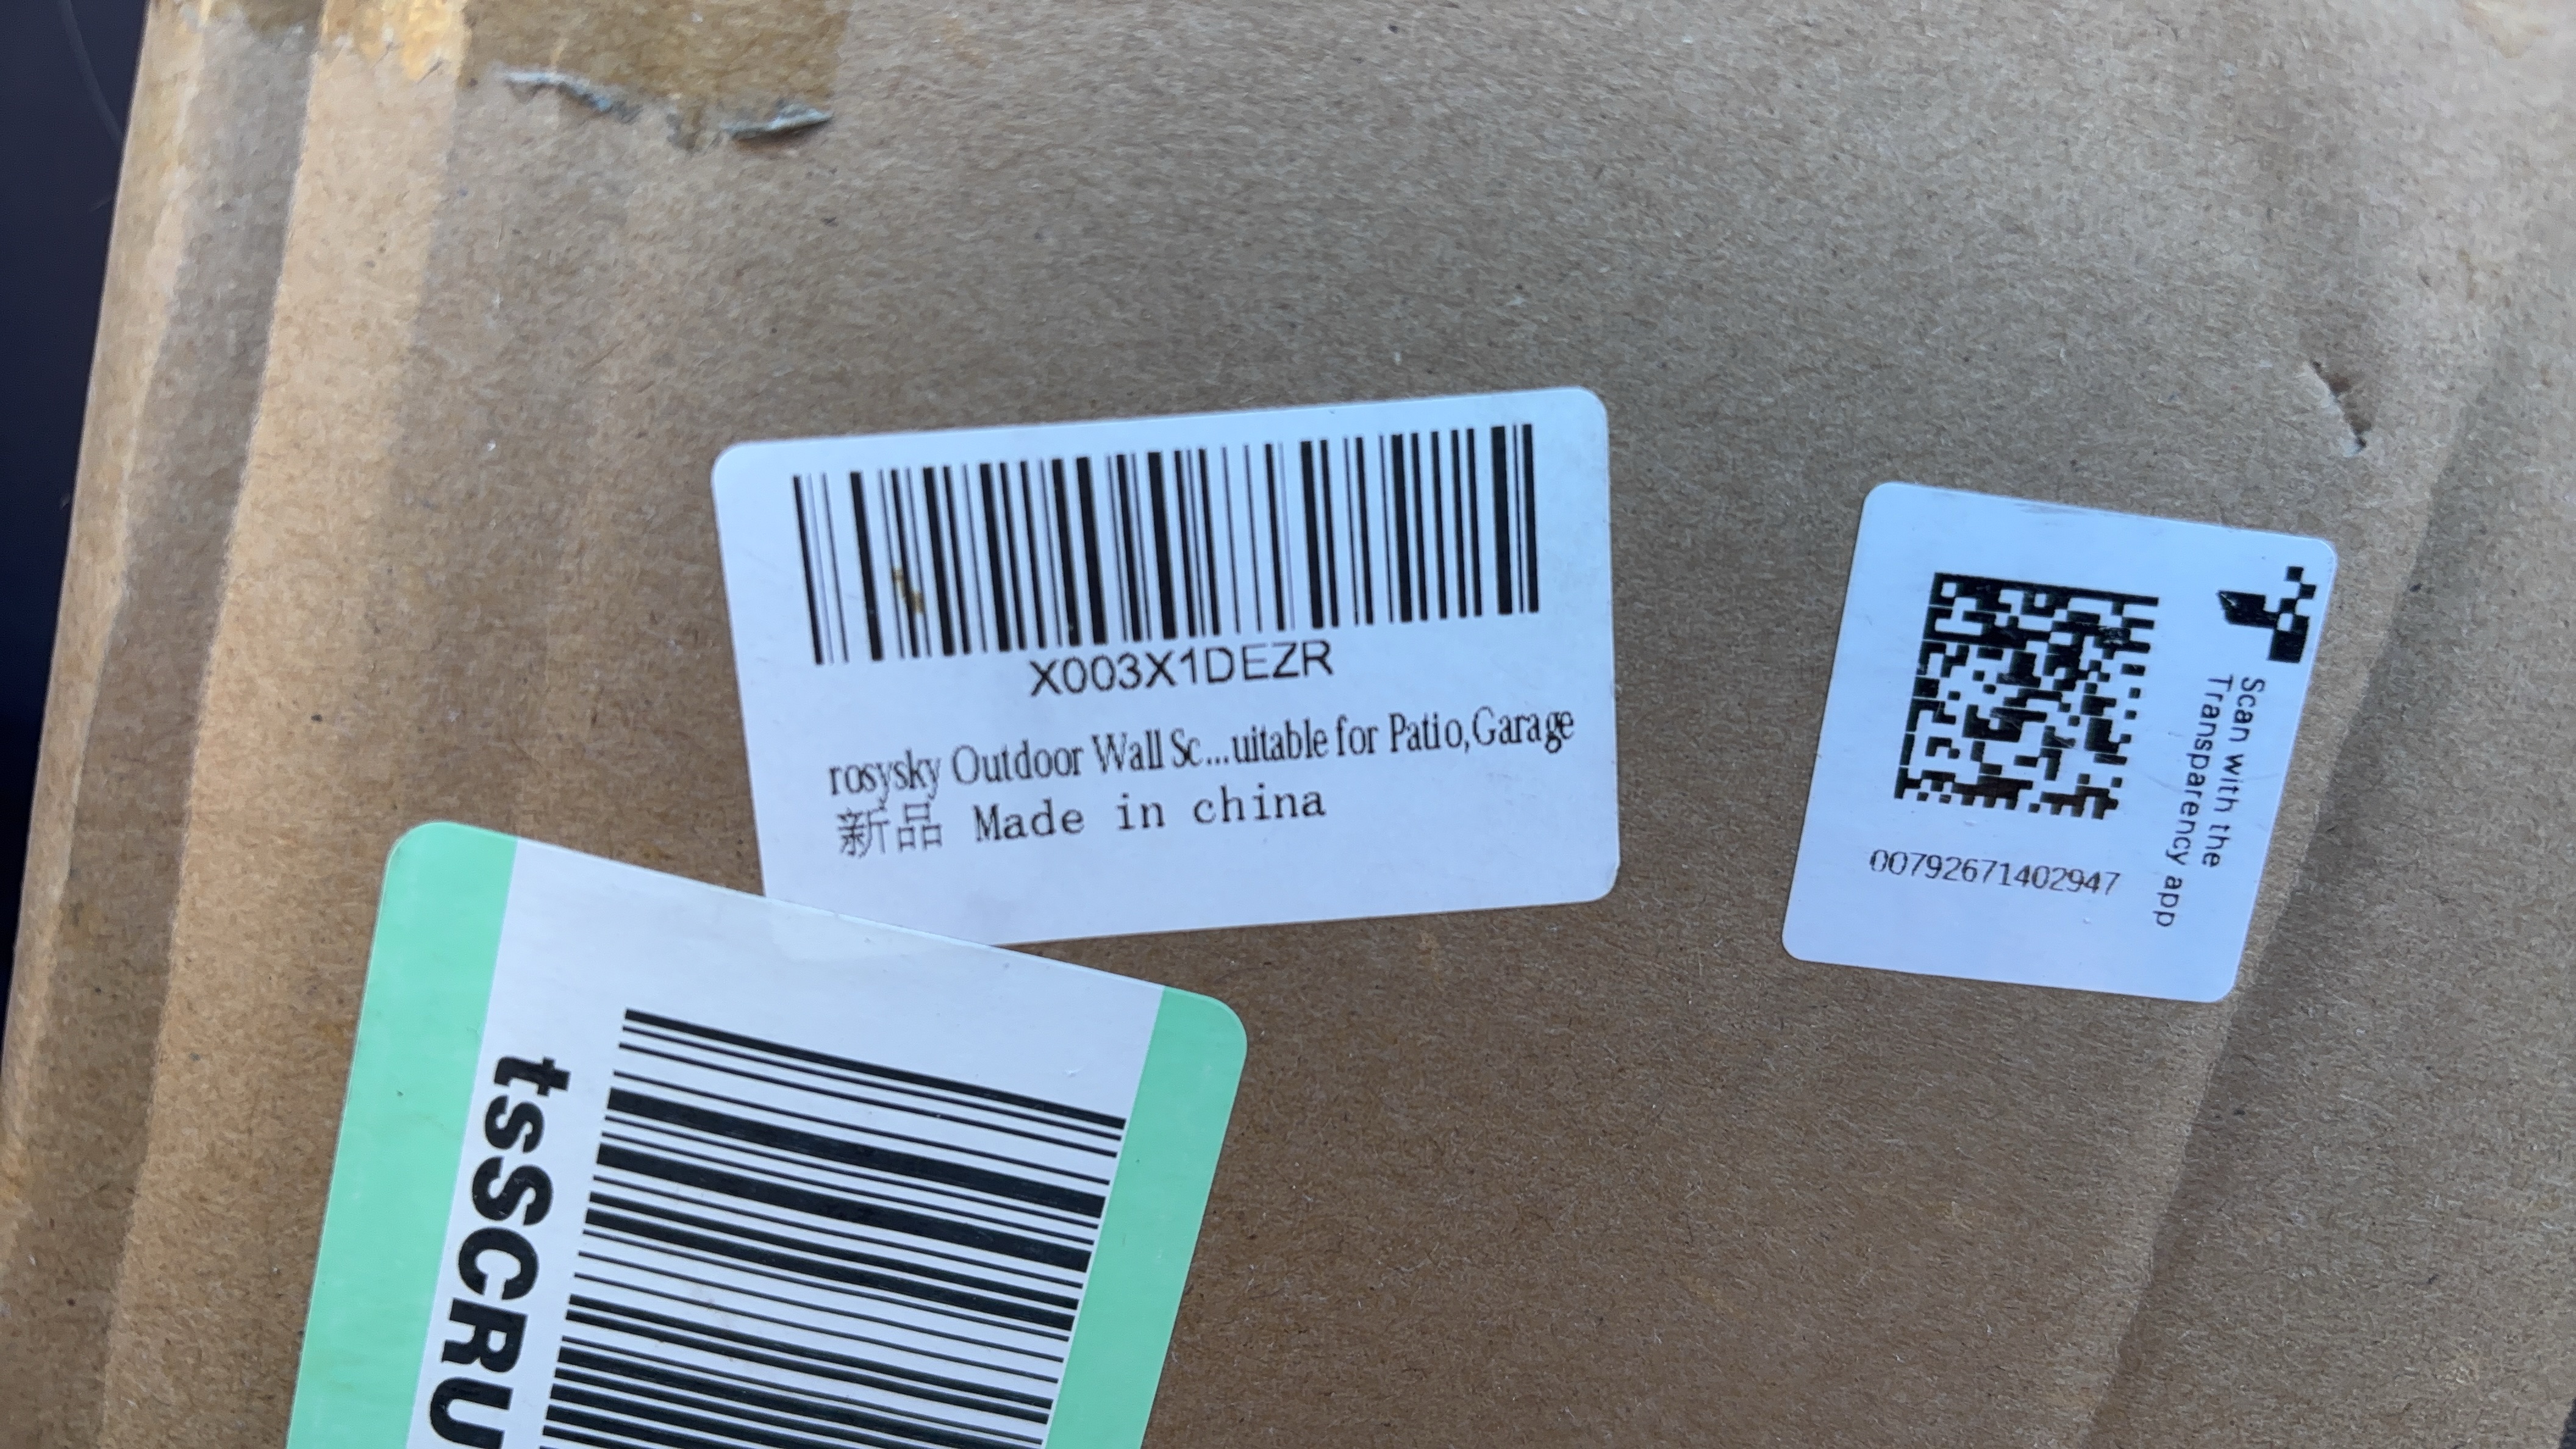 X003X1DEZR
rosysky Outdoor Wall Sc...uitable for Patio,Garage
新品 Made in china
Scan with the
Transparency app
00792671402947
tsSCRU